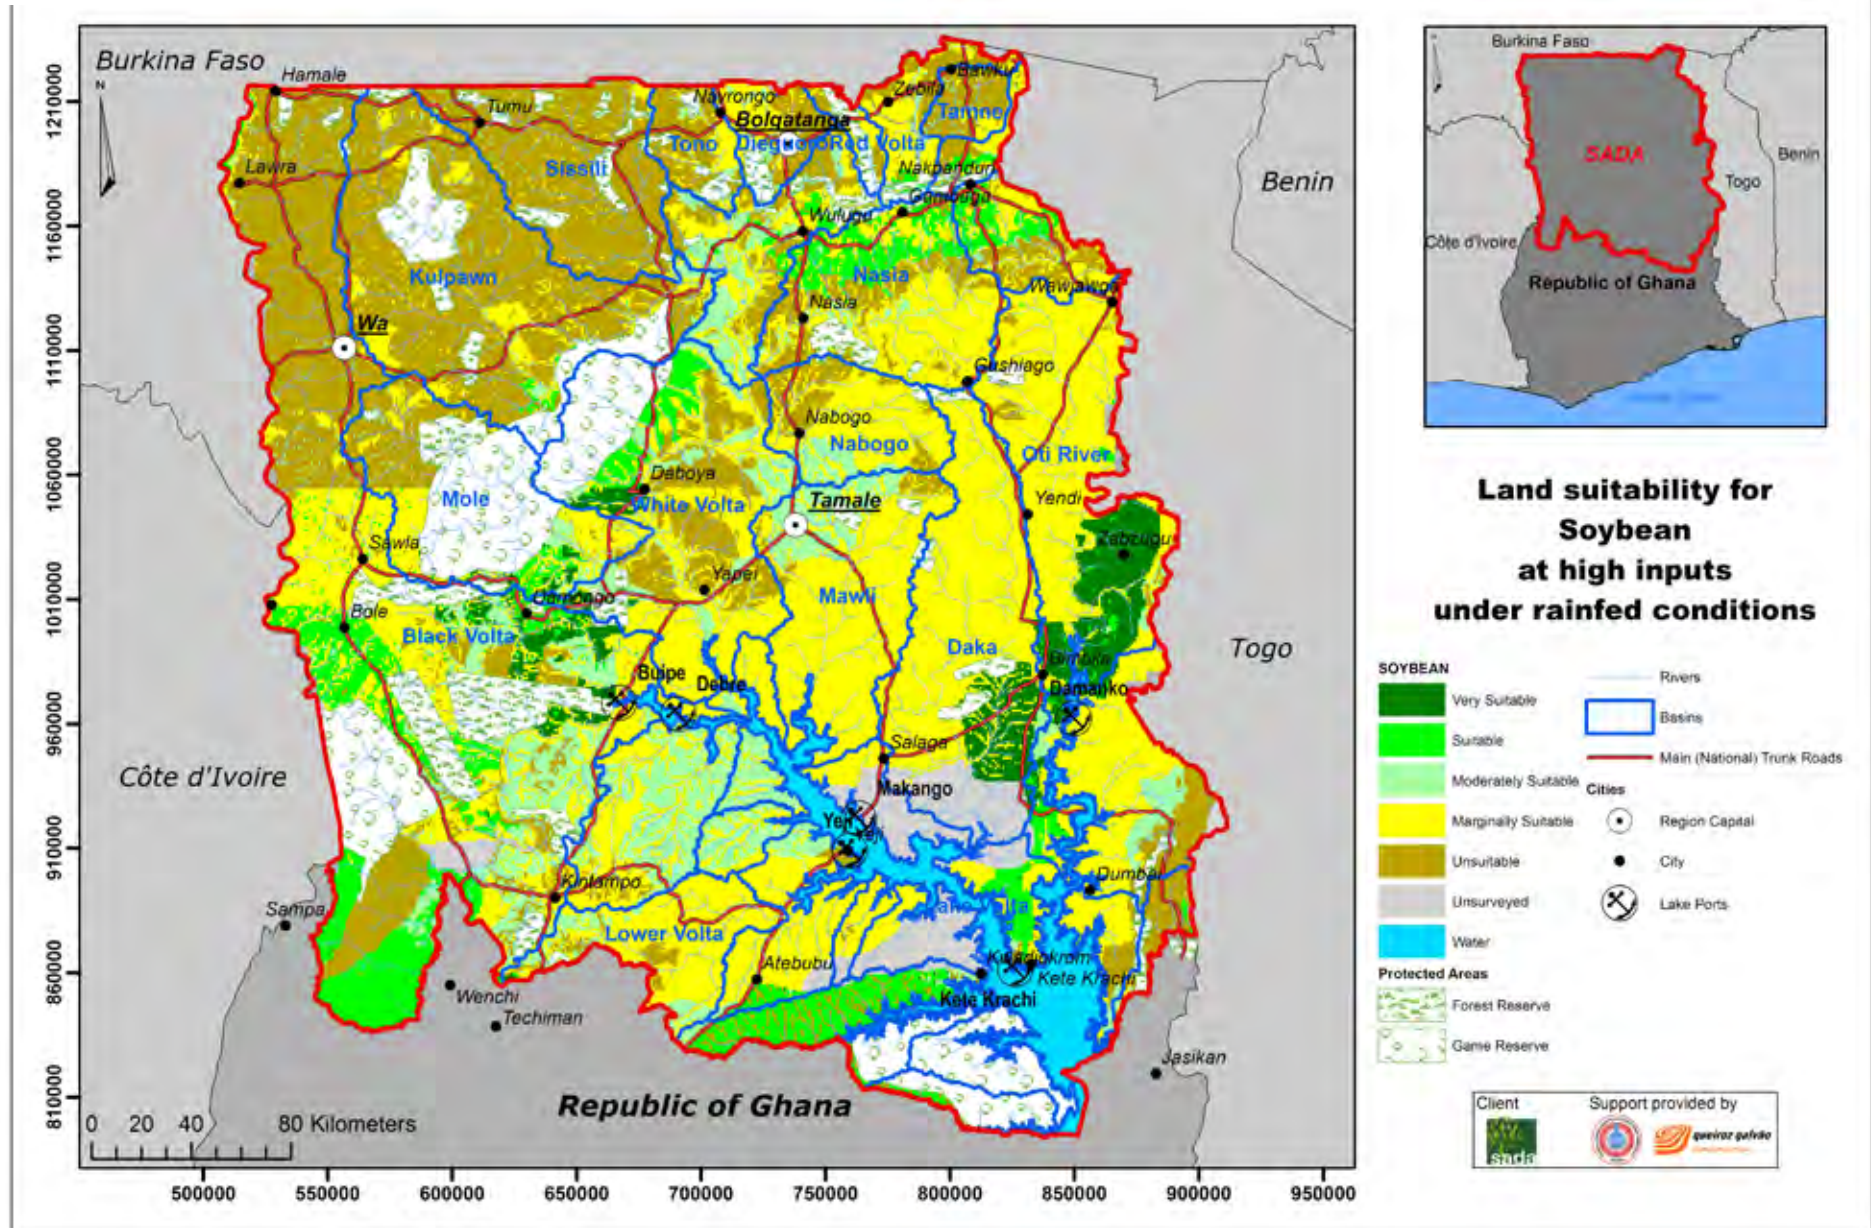 Burkina Faso
N
Hamale
Tumu
Navrongo
Bolgatanga
Zebila
Bawku
Tamne
Lawra
Sissili
Tono
Red Volta
Nakpanduri
Gambaga
Wulugu
Benin
Kulpawn
Nasia
Nasia
Wa
Gushiago
Nabogo
Nabogo
Oti River
Daboya
Mole
White Volta
Tamale
Yendi
Zabzugu
Sawla
Yapei
Damongo
Mawli
Bole
Black Volta
Daka
Bimbila
Togo
Buipe
Debre
Damanko
Salaga
Makango
Côte d'Ivoire
Yeji
Yeji
Kintampo
Dumbai
Sampa
Lower Volta
Atebubu
Kwadiokrom
Kete Krachi
Kete Krachi
Wenchi
Techiman
Jasikan
Republic of Ghana
0 20 40 80 Kilometers
1210000
1160000
1110000
1060000
1010000
960000
910000
860000
810000
500000 550000 600000 650000 700000 750000 800000 850000 900000 950000
Burkina Faso
SADA
Benin
Togo
Côte d'Ivoire
Republic of Ghana
Land suitability for
Soybean
at high inputs
under rainfed conditions
SOYBEAN
Very Suitable
Suitable
Moderately Suitable
Marginally Suitable
Unsuitable
Unsurveyed
Water
Protected Areas
Forest Reserve
Game Reserve
Rivers
Basins
Main (National) Trunk Roads
Cities
Region Capital
City
Lake Ports
Client
sada
Support provided by
queiroz galvão